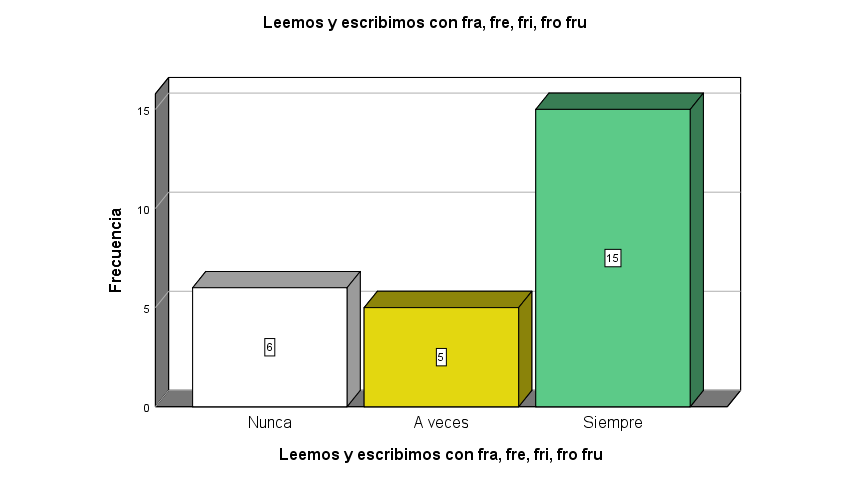 Leemos y escribimos con fra, fre, fri, fro fru
Frecuencia
15
10
5
0
6
5
15
Nunca
A veces
Siempre
Leemos y escribimos con fra, fre, fri, fro fru